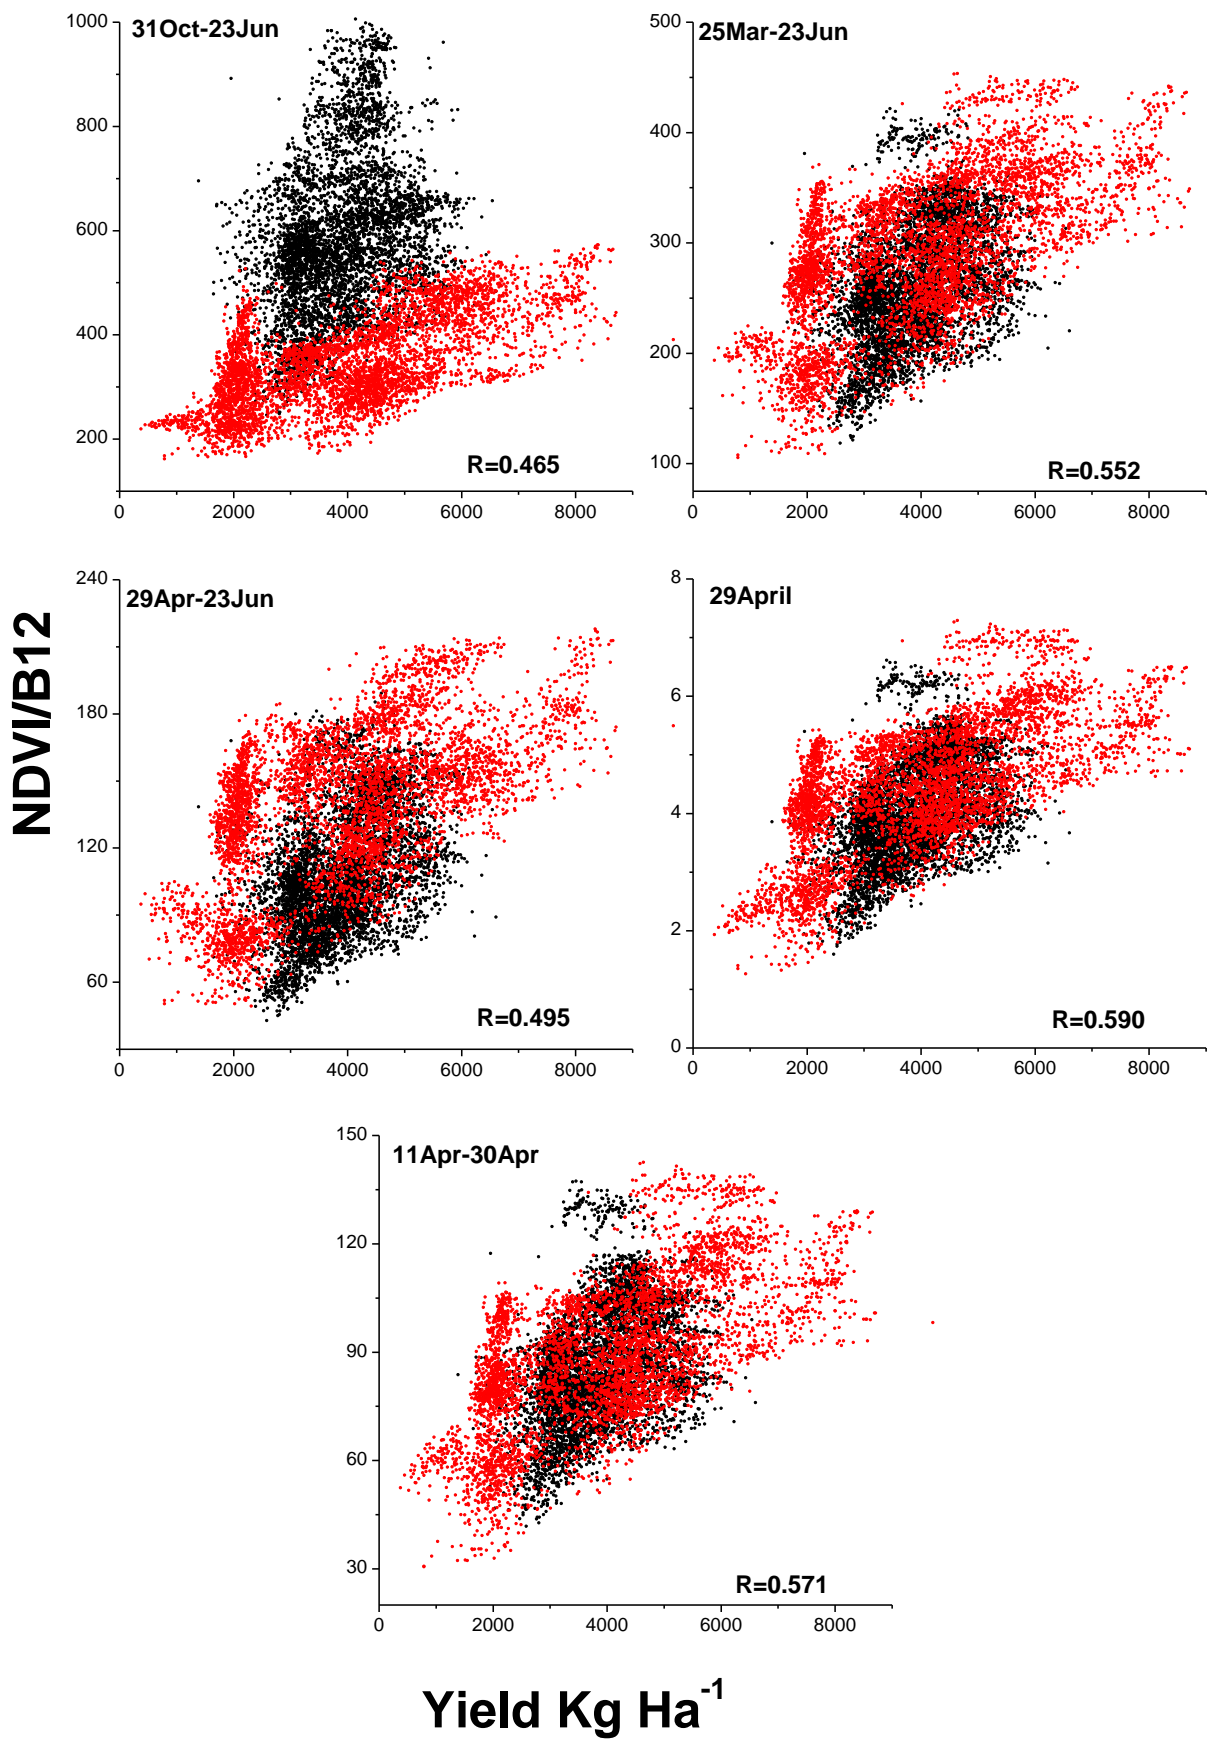 31Oct-23Jun
1000
800
600
400
200
R=0.465
0 2000 4000 6000 8000
25Mar-23Jun
500
400
300
200
100
R=0.552
0 2000 4000 6000 8000
29Apr-23Jun
240
180
120
60
R=0.495
0 2000 4000 6000 8000
29April
8
6
4
2
0
R=0.590
0 2000 4000 6000 8000
NDVI/B12
11Apr-30Apr
150
120
90
60
30
R=0.571
0 2000 4000 6000 8000
Yield Kg Ha⁻¹